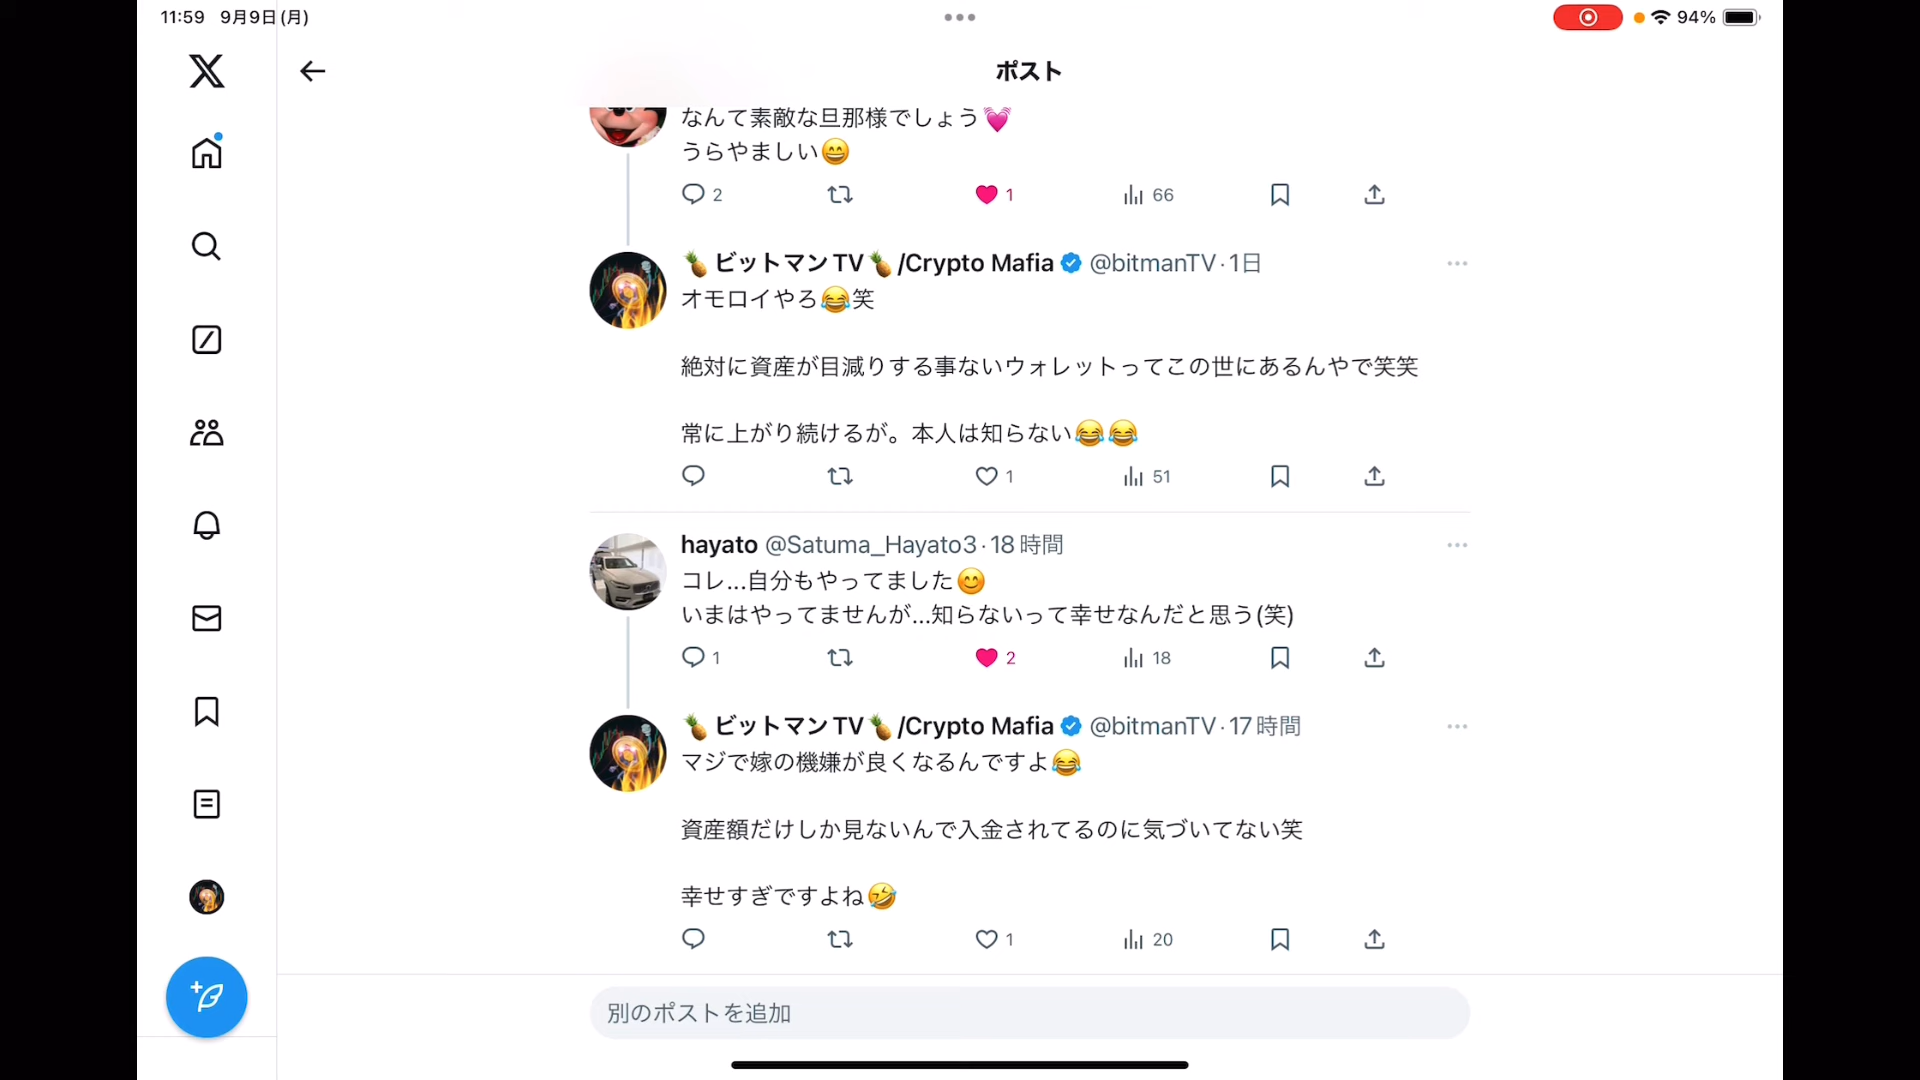 11:59 9月9日(月)
94%
ポスト
なんて素敵な旦那様でしょう💓
うらやましい😄
2 1 66
🍍ビットマンTV🍍/Crypto Mafia @bitmanTV·1日
オモロイやろ😂笑
絶対に資産が目減りする事ないウォレットってこの世にあるんやで笑笑
常に上がり続けるが。本人は知らない😂😂
1 51
hayato @Satuma_Hayato3·18時間
コレ...自分もやってました😊
いまはやってませんが...知らないって幸せなんだと思う(笑)
1 2 18
🍍ビットマンTV🍍/Crypto Mafia @bitmanTV·17時間
マジで嫁の機嫌が良くなるんですよ😂
資産額だけしか見ないんで入金されてるのに気づいてない笑
幸せすぎですよね🤣
1 20
別のポストを追加